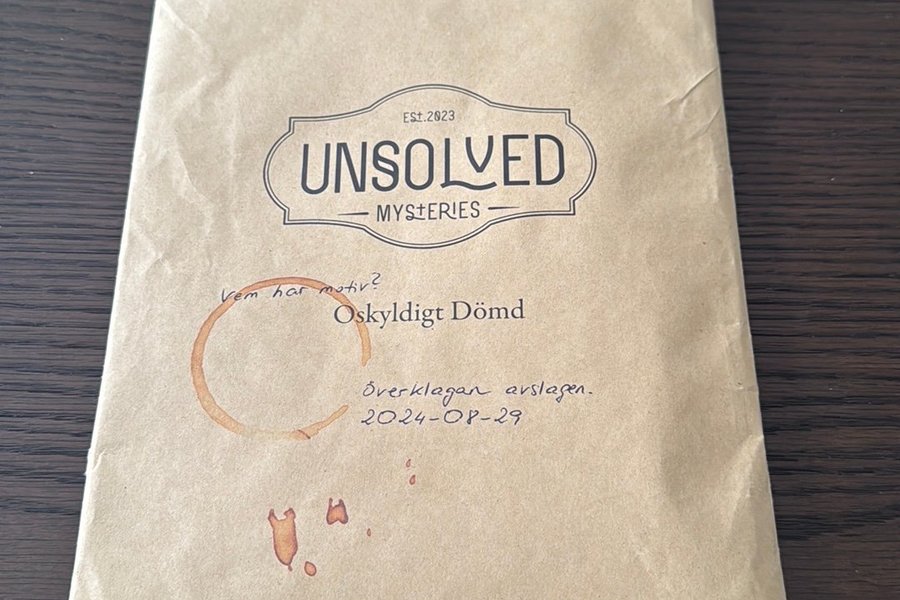 EST.2023
UNSOLVED
MYSTERIES
Vem har motiv?
Oskyldigt Dömd
Överklagan avslagen.
2024-08-29